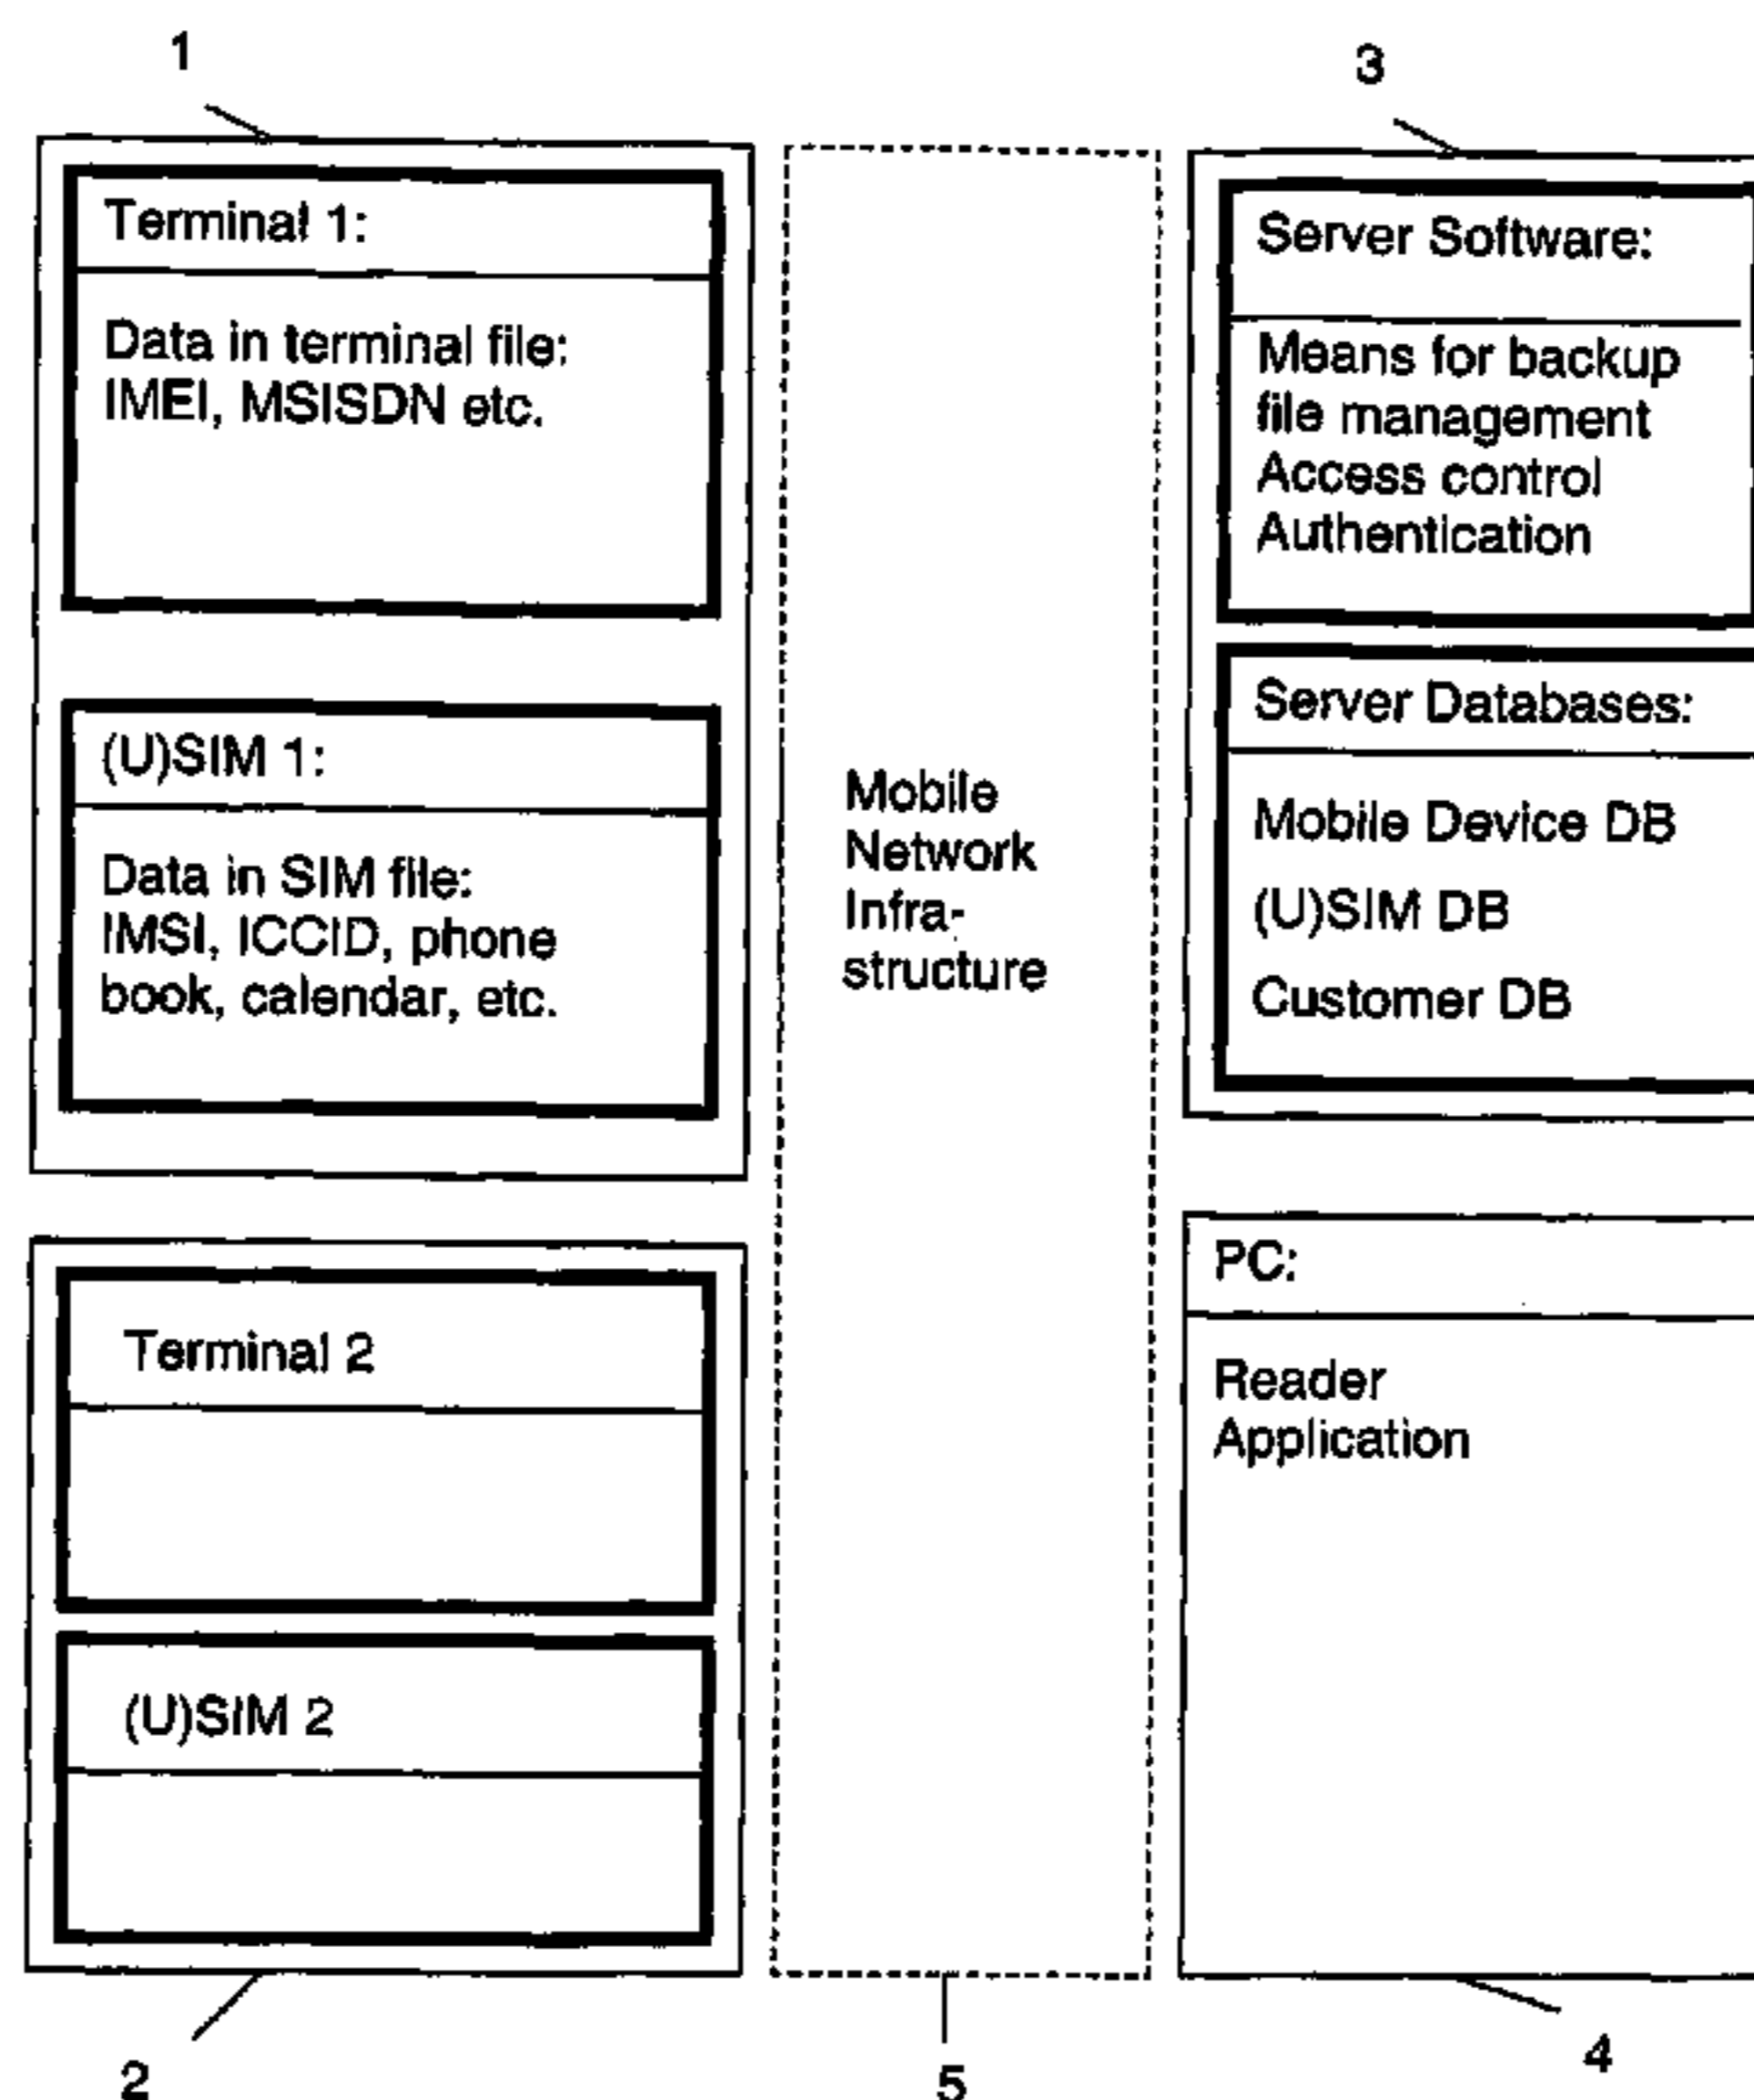 1
Terminal 1:
Data in terminal file:
IMEI, MSISDN etc.
(U)SIM 1:
Data in SIM file:
IMSI, ICCID, phone
book, calendar, etc.
Terminal 2
(U)SIM 2
2
Mobile
Network
Infra-
structure
5
3
Server Software:
Means for backup
file management
Access control
Authentication
Server Databases:
Mobile Device DB
(U)SIM DB
Customer DB
PC:
Reader
Application
4